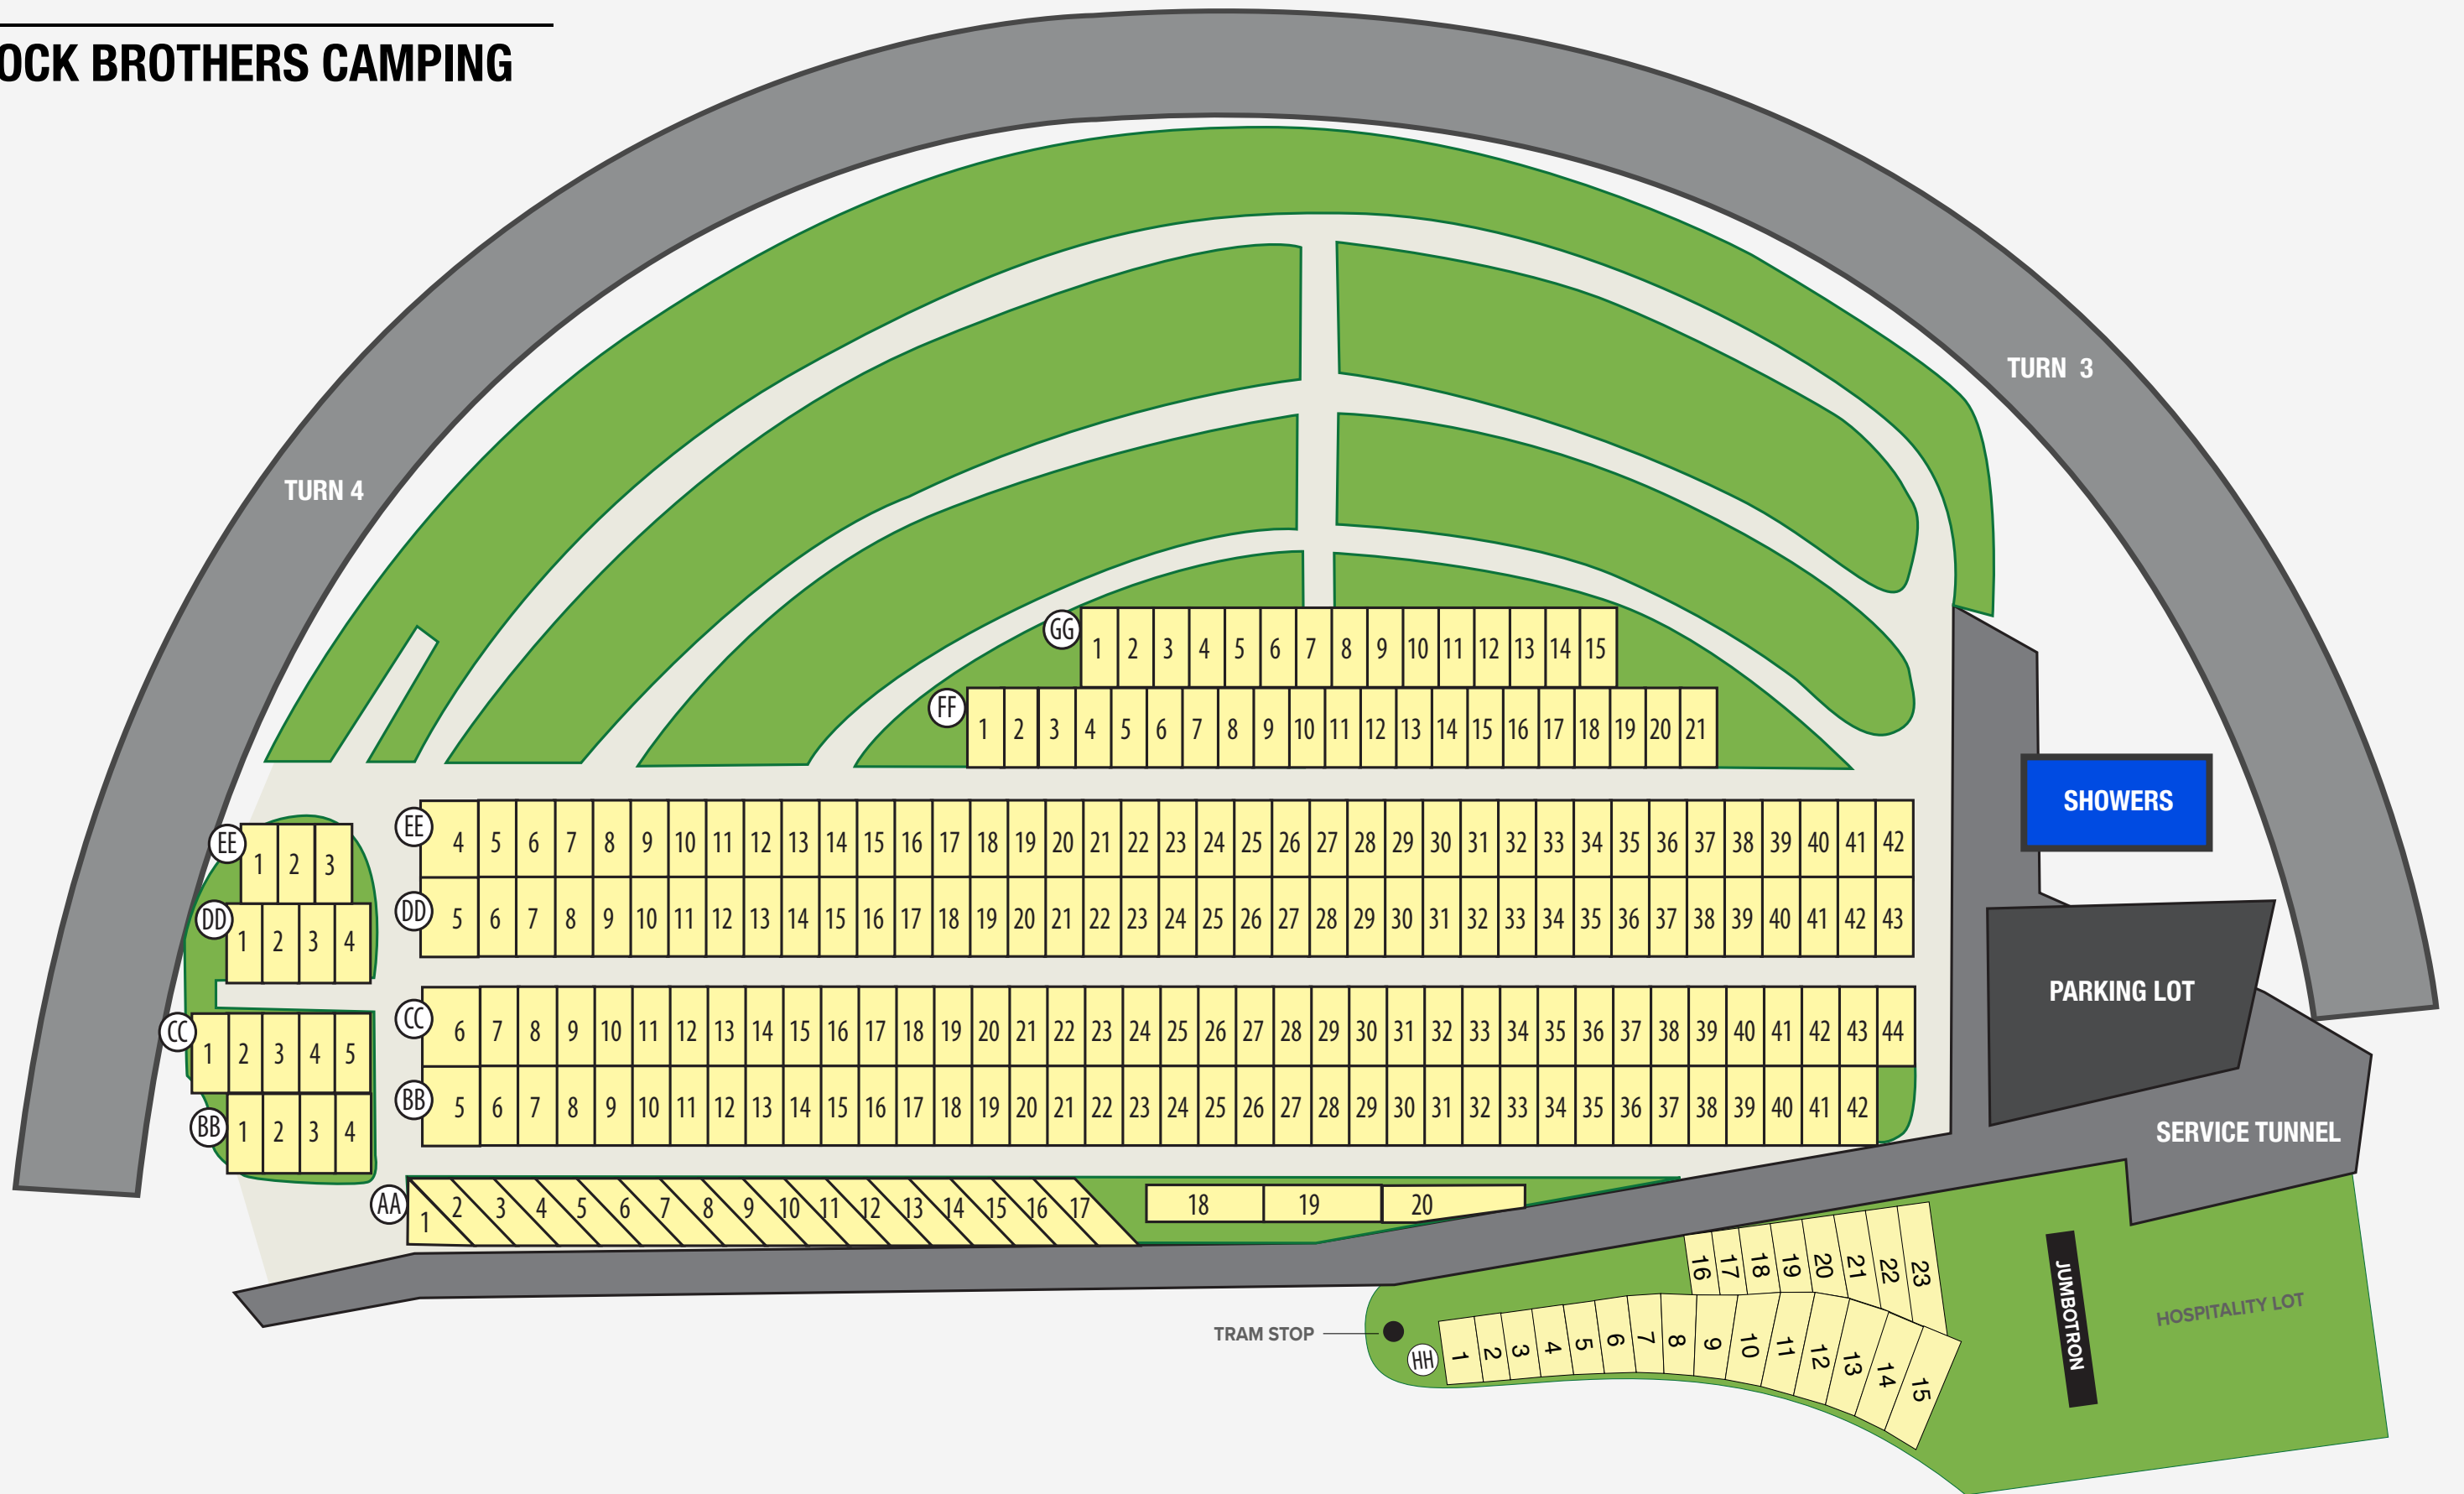 OCK BROTHERS CAMPING
TURN 3
TURN 4
GG
1 2 3 4 5 6 7 8 9 10 11 12 13 14 15
FF
1 2 3 4 5 6 7 8 9 10 11 12 13 14 15 16 17 18 19 20 21
SHOWERS
EE
1 2 3
EE
4 5 6 7 8 9 10 11 12 13 14 15 16 17 18 19 20 21 22 23 24 25 26 27 28 29 30 31 32 33 34 35 36 37 38 39 40 41 42
DD
1 2 3 4
DD
5 6 7 8 9 10 11 12 13 14 15 16 17 18 19 20 21 22 23 24 25 26 27 28 29 30 31 32 33 34 35 36 37 38 39 40 41 42 43
PARKING LOT
CC
1 2 3 4 5
CC
6 7 8 9 10 11 12 13 14 15 16 17 18 19 20 21 22 23 24 25 26 27 28 29 30 31 32 33 34 35 36 37 38 39 40 41 42 43 44
BB
1 2 3 4
BB
5 6 7 8 9 10 11 12 13 14 15 16 17 18 19 20 21 22 23 24 25 26 27 28 29 30 31 32 33 34 35 36 37 38 39 40 41 42
SERVICE TUNNEL
AA
1 2 3 4 5 6 7 8 9 10 11 12 13 14 15 16 17 18 19 20
16 17 18 19 20 21 22 23
TRAM STOP
HH
1 2 3 4 5 6 7 8 9 10 11 12 13 14 15
JUMBOTRON
HOSPITALITY LOT